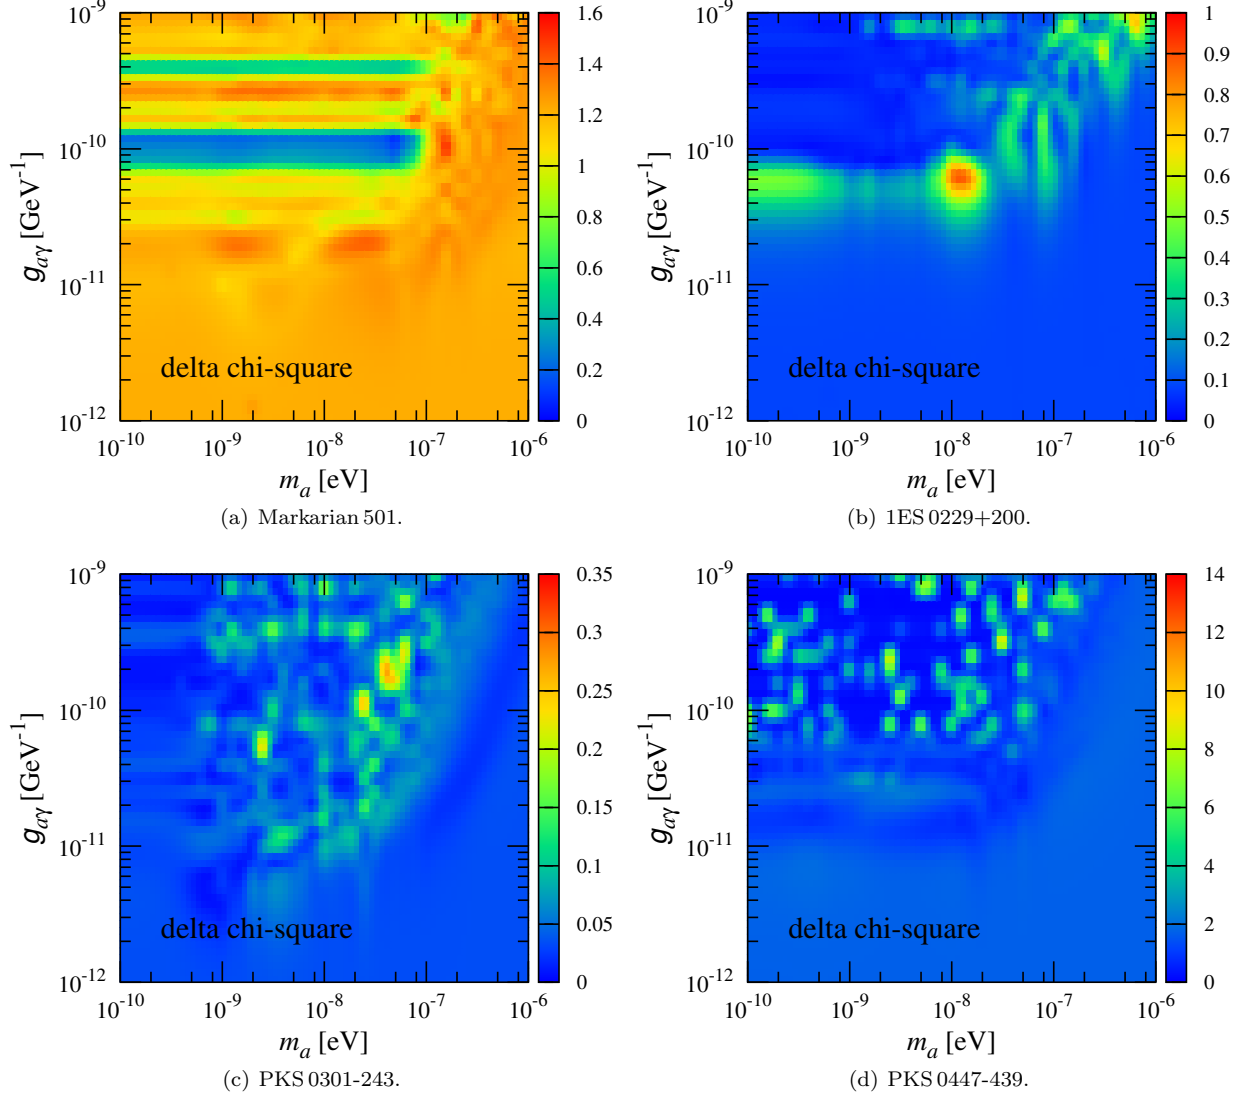 10^-9
10^-10
10^-11
10^-12
g_aγ [GeV^-1]
1.6
1.4
1.2
1
0.8
0.6
0.4
0.2
0
delta chi-square
10^-10 10^-9 10^-8 10^-7 10^-6
m_a [eV]
(a) Markarian 501.
10^-9
10^-10
10^-11
10^-12
g_aγ [GeV^-1]
1
0.9
0.8
0.7
0.6
0.5
0.4
0.3
0.2
0.1
0
delta chi-square
10^-10 10^-9 10^-8 10^-7 10^-6
m_a [eV]
(b) 1ES 0229+200.
10^-9
10^-10
10^-11
10^-12
g_aγ [GeV^-1]
0.35
0.3
0.25
0.2
0.15
0.1
0.05
0
delta chi-square
10^-10 10^-9 10^-8 10^-7 10^-6
m_a [eV]
(c) PKS 0301-243.
10^-9
10^-10
10^-11
10^-12
g_aγ [GeV^-1]
14
12
10
8
6
4
2
0
delta chi-square
10^-10 10^-9 10^-8 10^-7 10^-6
m_a [eV]
(d) PKS 0447-439.